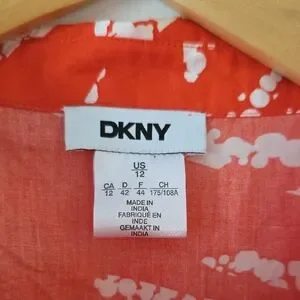 DKNY
US
12
CA D F CH
12 42 44 175/108A
MADE IN
INDIA
FABRIQUÉ EN
INDE
GEMAAKT IN
INDIA